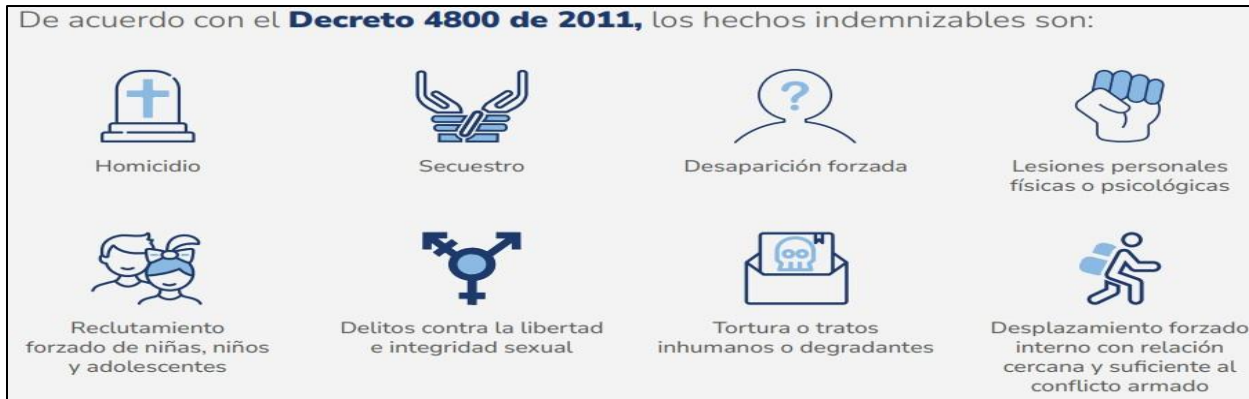 De acuerdo con el Decreto 4800 de 2011, los hechos indemnizables son:
?
Homicidio
Secuestro
Desaparición forzada
Lesiones personales
físicas o psicológicas
Reclutamiento
forzado de niñas, niños
y adolescentes
Delitos contra la libertad
e integridad sexual
Tortura o tratos
inhumanos o degradantes
Desplazamiento forzado
interno con relación
cercana y suficiente al
conflicto armado